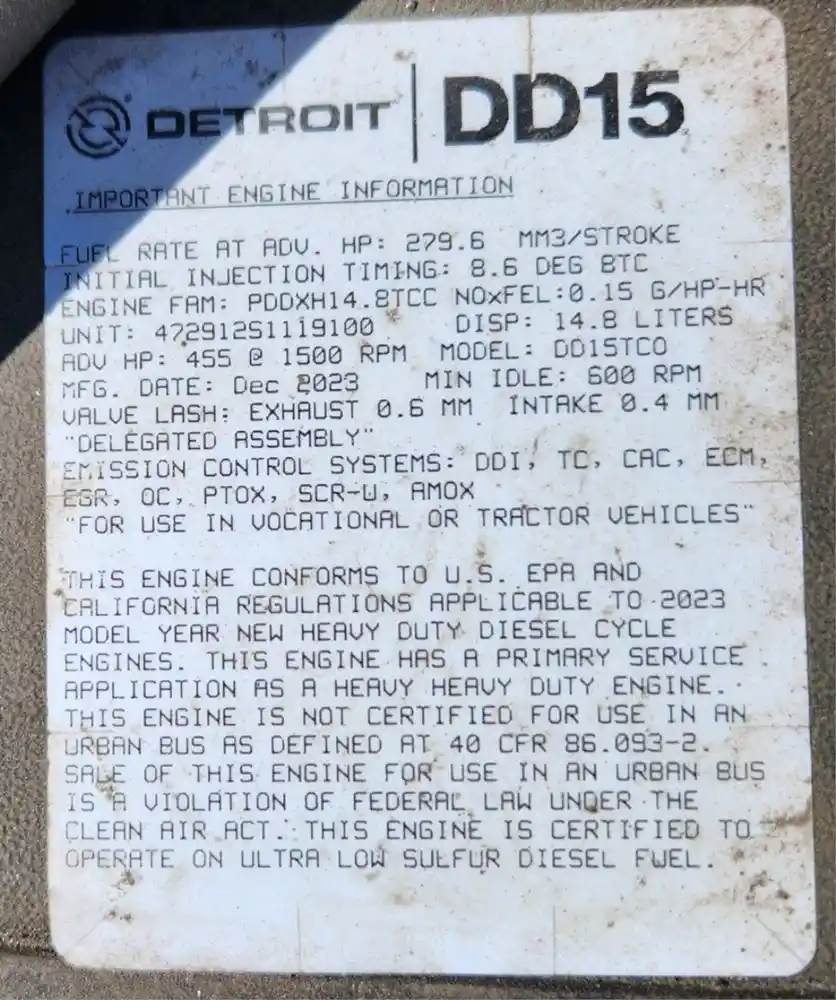 DETROIT DD15
IMPORTANT ENGINE INFORMATION
FUEL RATE AT ADV. HP: 279.6 MM3/STROKE
INITIAL INJECTION TIMING: 8.6 DEG BTC
ENGINE FAM: PDDXH14.8TCC NOxFEL:0.15 G/HP-HR
UNIT: 472912S1119100 DISP: 14.8 LITERS
ADV HP: 455 @ 1500 RPM MODEL: DD15TCO
MFG. DATE: Dec 2023 MIN IDLE: 600 RPM
VALVE LASH: EXHAUST 0.6 MM INTAKE 0.4 MM
"DELEGATED ASSEMBLY"
EMISSION CONTROL SYSTEMS: DDI, TC, CAC, ECM,
EGR, OC, PTOX, SCR-U, AMOX
"FOR USE IN VOCATIONAL OR TRACTOR VEHICLES"
THIS ENGINE CONFORMS TO U.S. EPA AND
CALIFORNIA REGULATIONS APPLICABLE TO 2023
MODEL YEAR NEW HEAVY DUTY DIESEL CYCLE
ENGINES. THIS ENGINE HAS A PRIMARY SERVICE
APPLICATION AS A HEAVY HEAVY DUTY ENGINE.
THIS ENGINE IS NOT CERTIFIED FOR USE IN AN
URBAN BUS AS DEFINED AT 40 CFR 86.093-2.
SALE OF THIS ENGINE FOR USE IN AN URBAN BUS
IS A VIOLATION OF FEDERAL LAW UNDER THE
CLEAN AIR ACT. THIS ENGINE IS CERTIFIED TO
OPERATE ON ULTRA LOW SULFUR DIESEL FUEL.